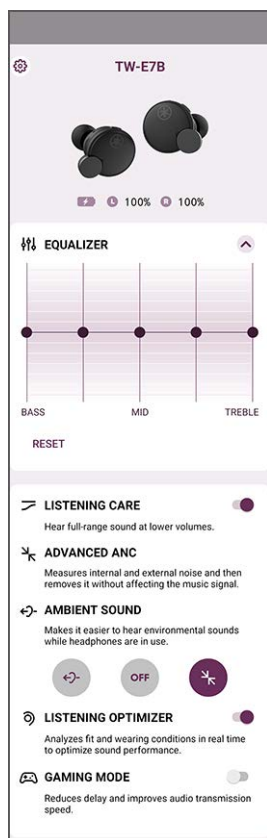 TW-E7B
L 100% R 100%
EQUALIZER
BASS MID TREBLE
RESET
LISTENING CARE
Hear full-range sound at lower volumes.
ADVANCED ANC
Measures internal and external noise and then
removes it without affecting the music signal.
AMBIENT SOUND
Makes it easier to hear environmental sounds
while headphones are in use.
OFF
LISTENING OPTIMIZER
Analyzes fit and wearing conditions in real time
to optimize sound performance.
GAMING MODE
Reduces delay and improves audio transmission
speed.